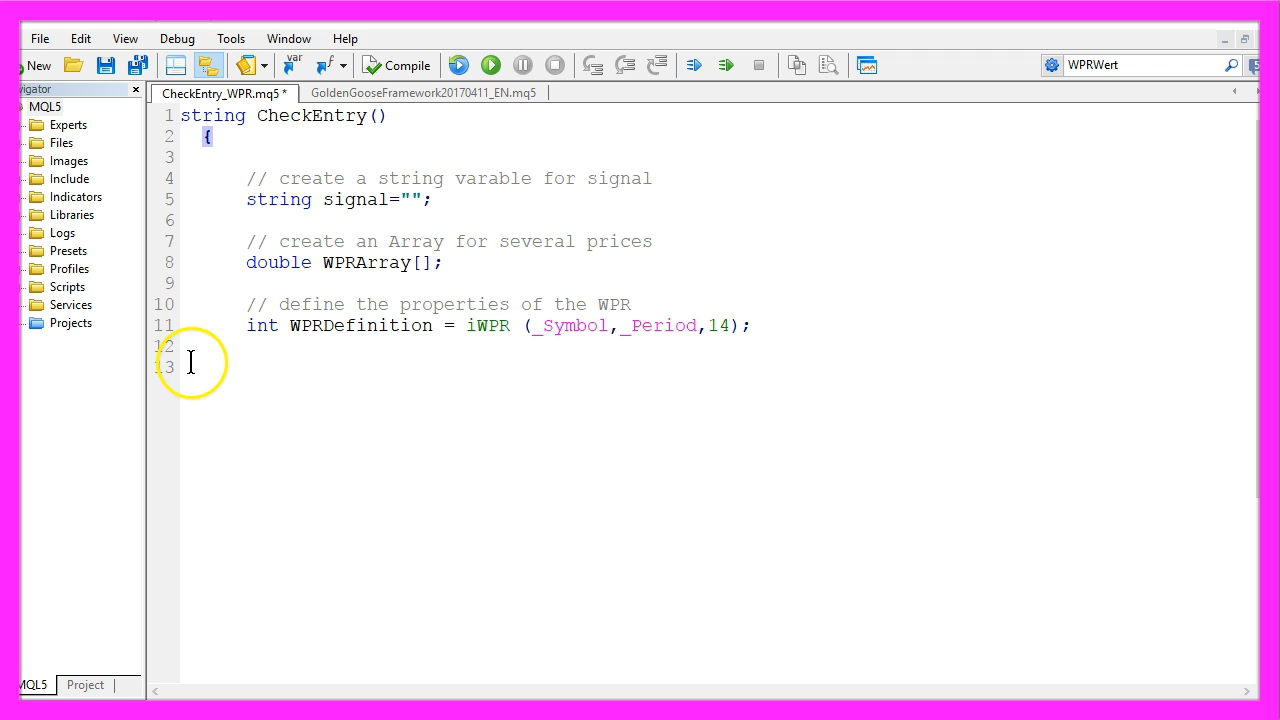 File Edit View Debug Tools Window Help
New var Compile WPRWert
vigator CheckEntry_WPR.mq5 * GoldenGooseFramework20170411_EN.mq5
MQL5
Experts
Files
Images
Include
Indicators
Libraries
Logs
Presets
Profiles
Scripts
Services
Projects
1 string CheckEntry()
2 {
3
4 // create a string varable for signal
5 string signal="";
6
7 // create an Array for several prices
8 double WPRArray[];
9
10 // define the properties of the WPR
11 int WPRDefinition = iWPR (_Symbol,_Period,14);
12
13
MQL5 Project